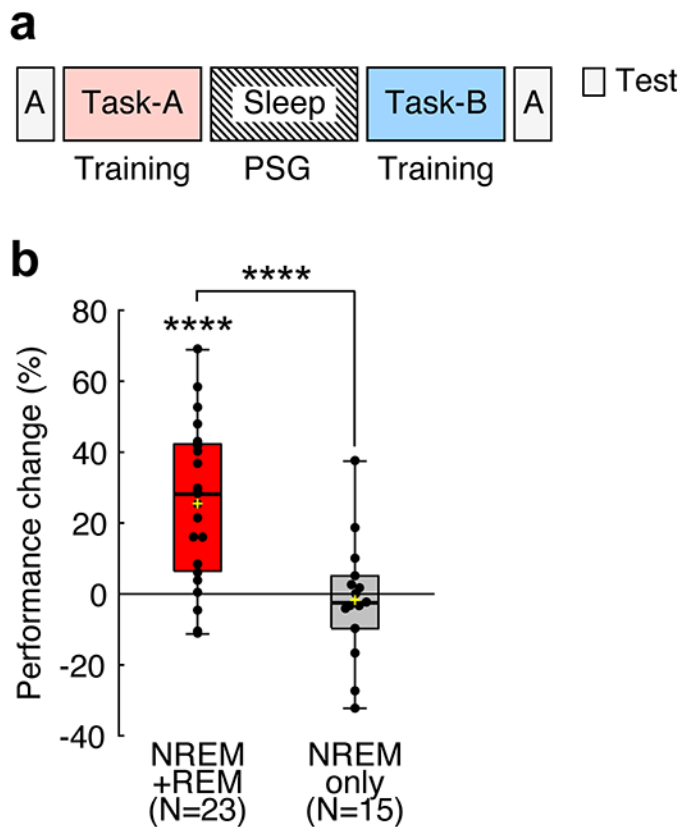 a
A Task-A Sleep Task-B A Test
Training PSG Training
b
****
****
80
60
40
20
0
-20
-40
Performance change (%)
NREM
+REM
(N=23)
NREM
only
(N=15)